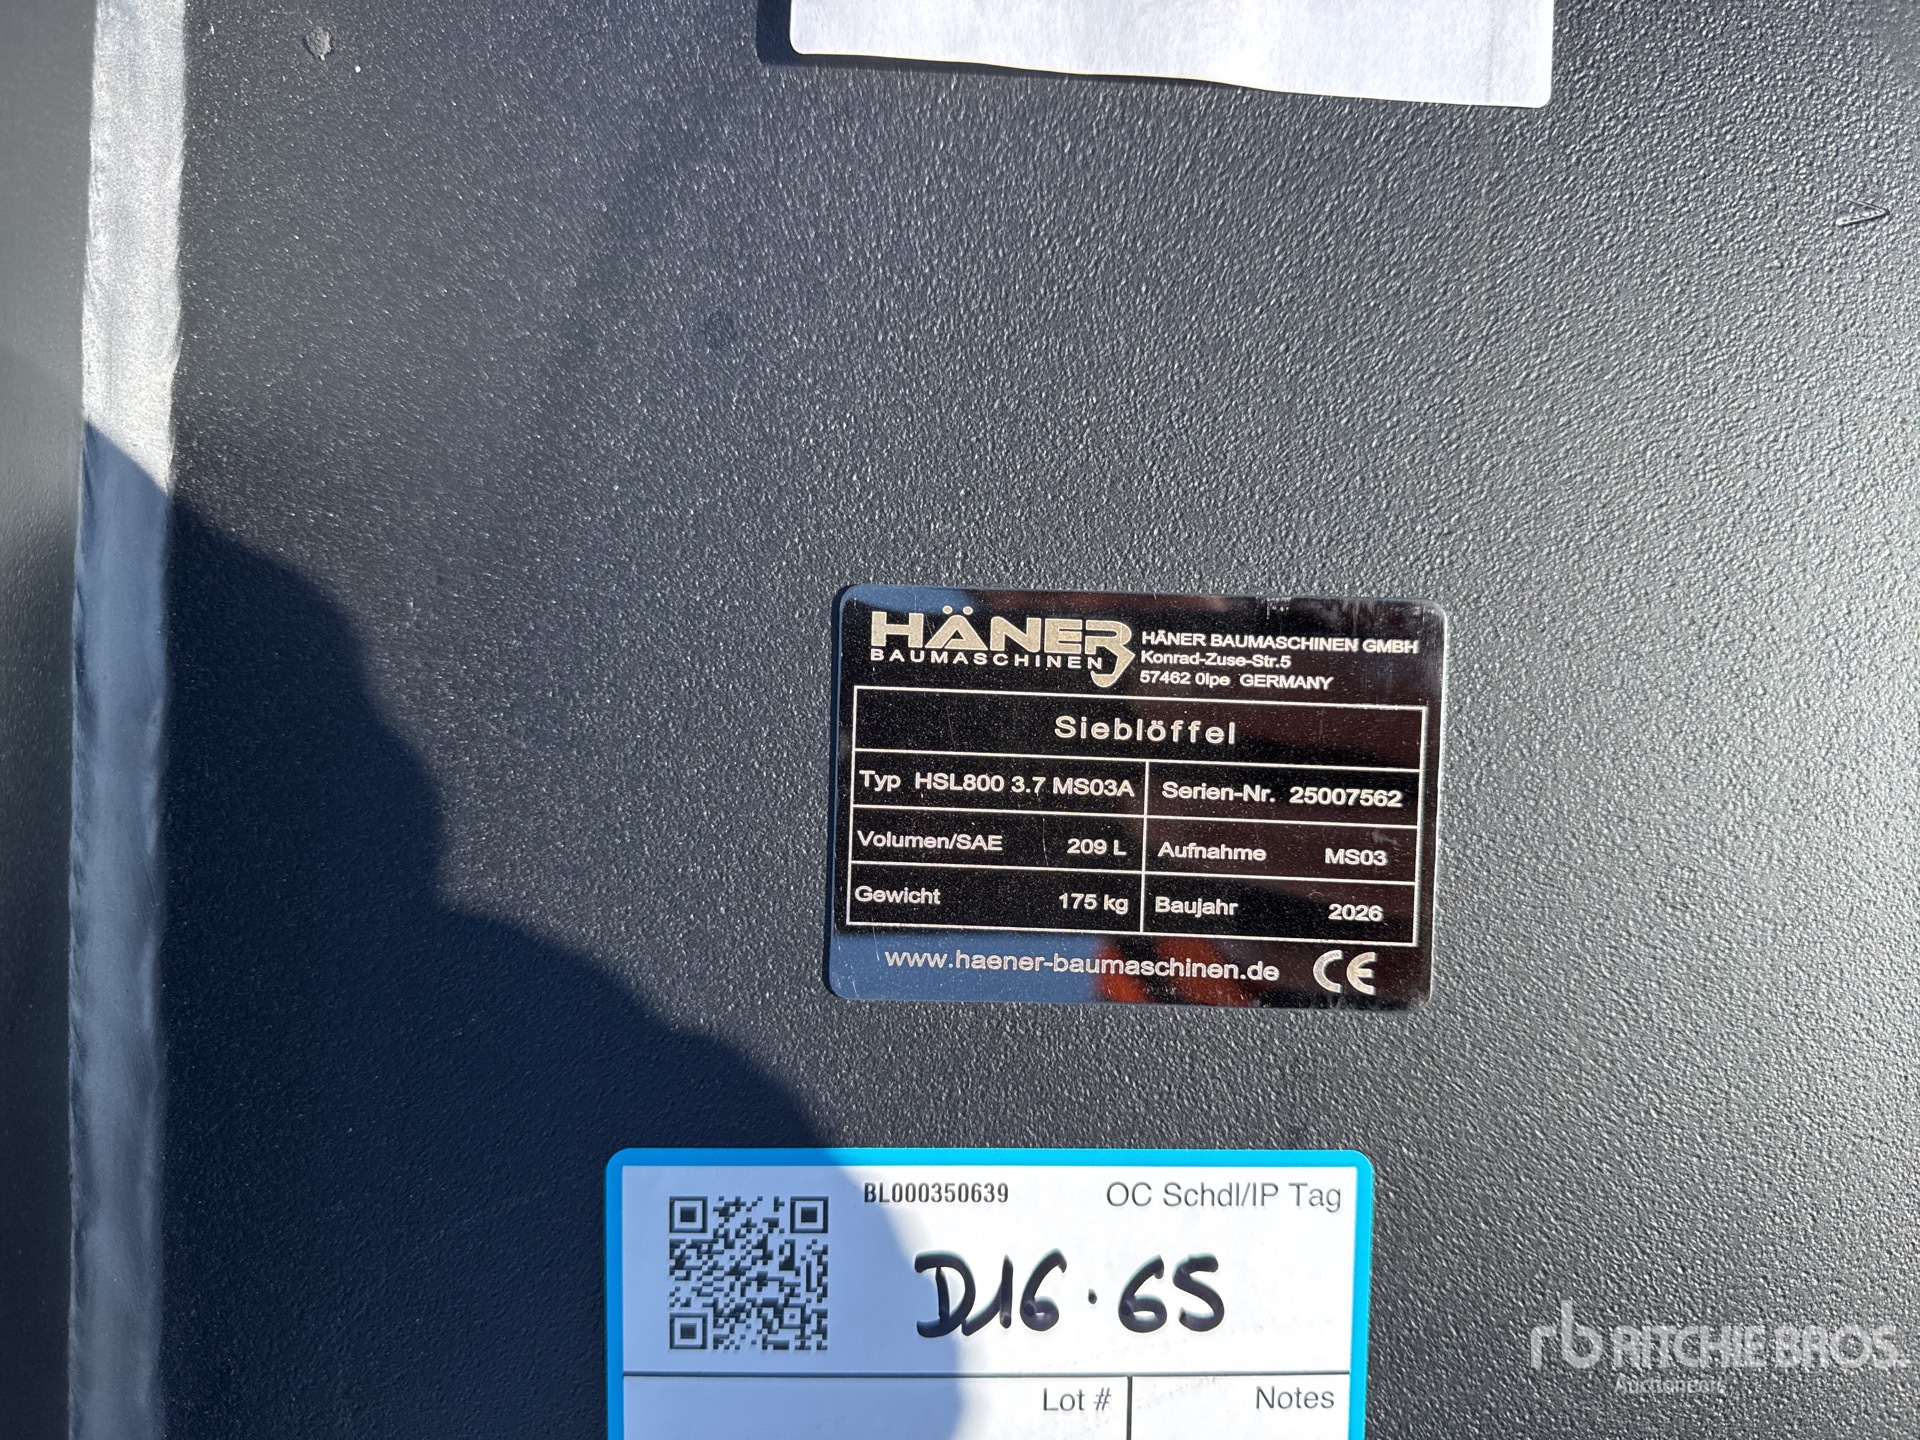 HÄNER
BAUMASCHINEN
HÄNER BAUMASCHINEN GMBH
Konrad-Zuse-Str.5
57462 Olpe GERMANY
Sieblöffel
Typ HSL800 3.7 MS03A
Serien-Nr. 25007562
Volumen/SAE 209 L
Aufnahme MS03
Gewicht 175 kg
Baujahr 2026
www.haener-baumaschinen.de CE
BL000350639 OC Schdl/IP Tag
D16.65
Lot # Notes
rb RITCHIE BROS.
Auctioneers